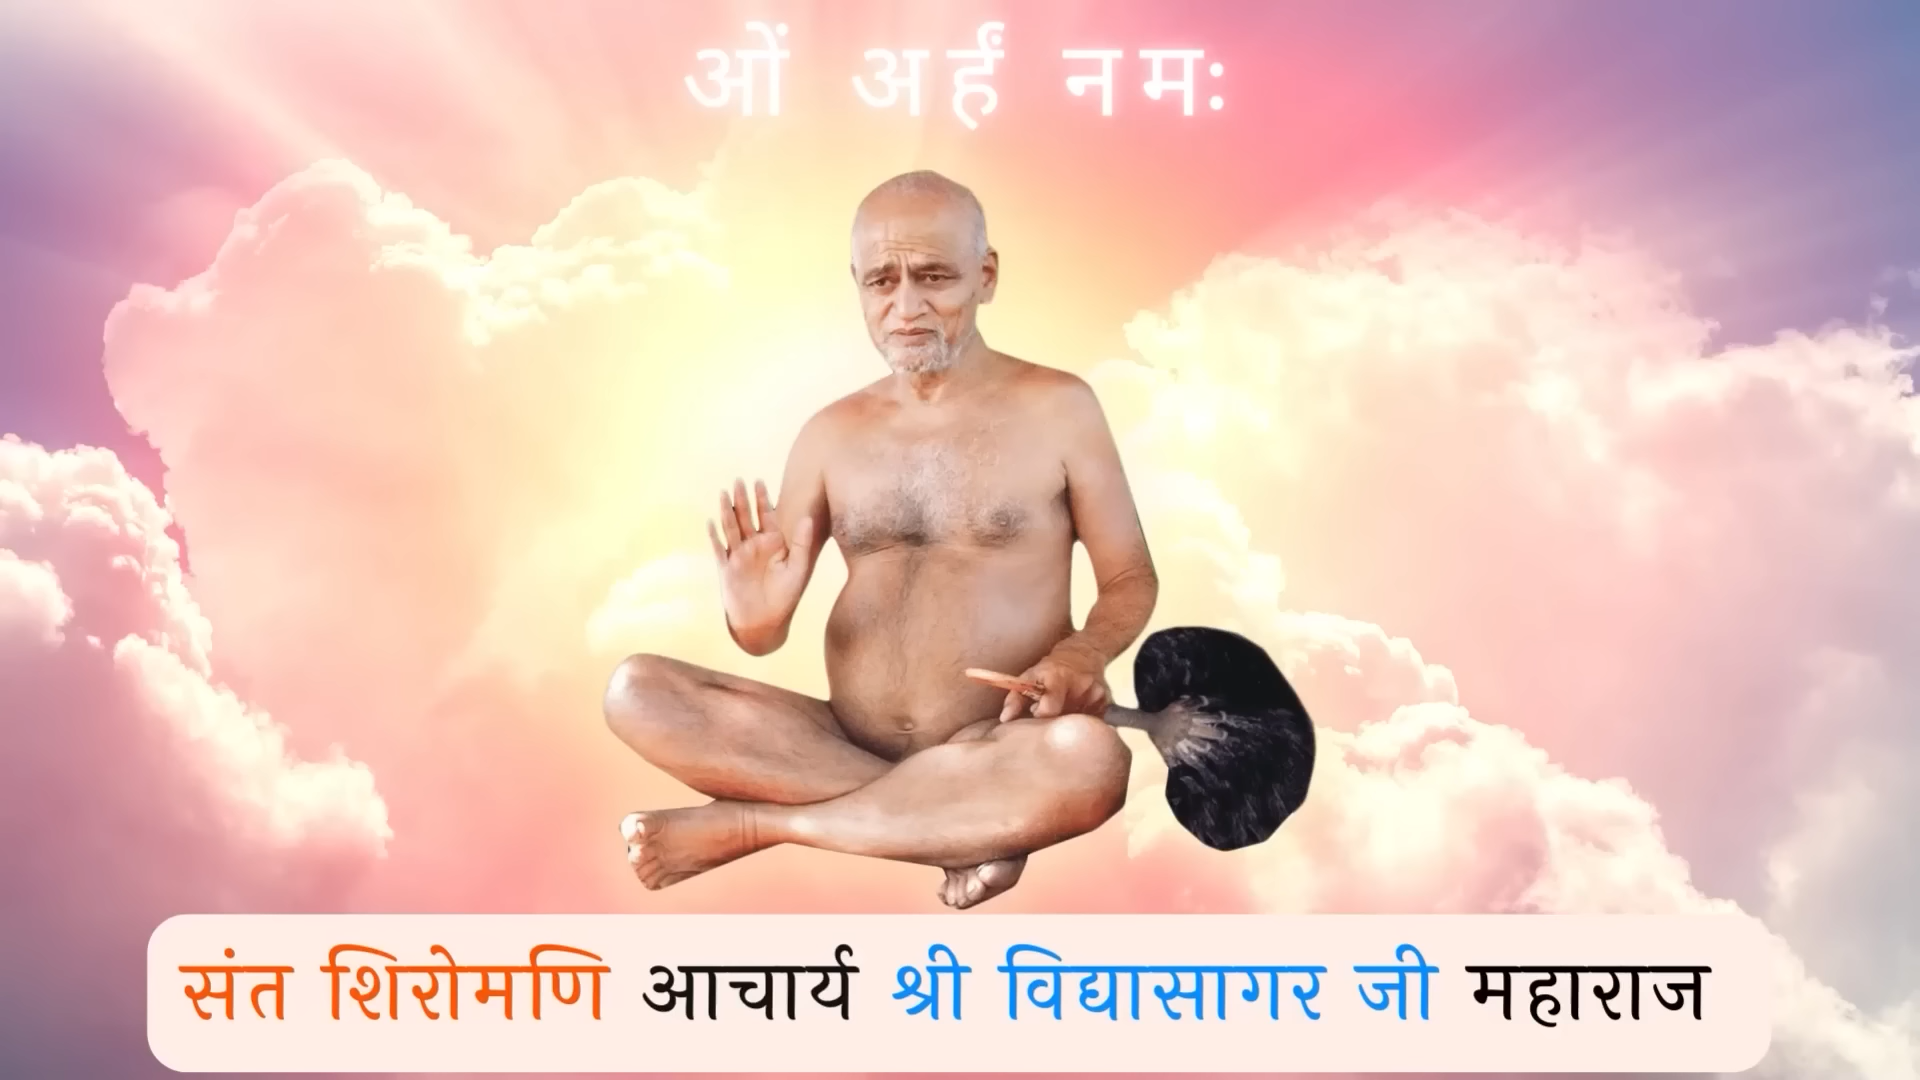 ओं अर्हं नमः
संत शिरोमणि आचार्य श्री विद्यासागर जी महाराज